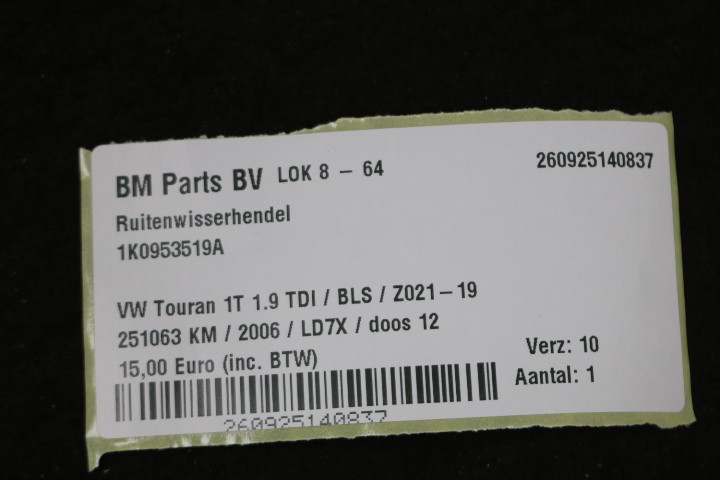 BM Parts BV LOK 8 - 64 260925140837
Ruitenwisserhendel
1K0953519A
VW Touran 1T 1.9 TDI / BLS / Z021-19
251063 KM / 2006 / LD7X / doos 12
15,00 Euro (inc. BTW)
Verz: 10
Aantal: 1
260925140837